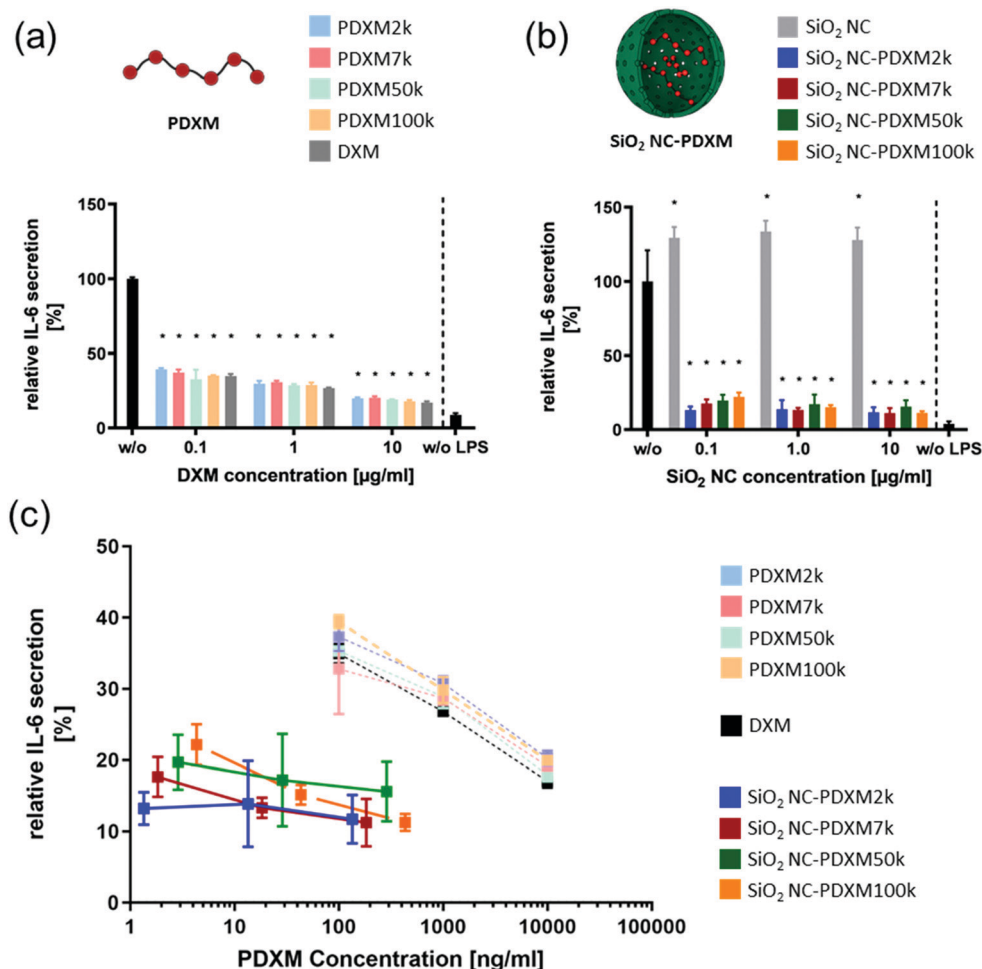 (a)
PDXM
PDXM2k
PDXM7k
PDXM50k
PDXM100k
DXM
relative IL-6 secretion
[%]
150
100
50
0
* * * * *
* * * * *
* * * * *
w/o
0.1
1
10
w/o LPS
DXM concentration [µg/ml]
(b)
SiO₂ NC-PDXM
SiO₂ NC
SiO₂ NC-PDXM2k
SiO₂ NC-PDXM7k
SiO₂ NC-PDXM50k
SiO₂ NC-PDXM100k
relative IL-6 secretion
[%]
150
100
50
0
* * *
* * * *
* * * *
* * * *
w/o
0.1
1.0
10
w/o LPS
SiO₂ NC concentration [µg/ml]
(c)
relative IL-6 secretion
[%]
50
40
30
20
10
0
1
10
100
1000
10000
100000
PDXM Concentration [ng/ml]
PDXM2k
PDXM7k
PDXM50k
PDXM100k
DXM
SiO₂ NC-PDXM2k
SiO₂ NC-PDXM7k
SiO₂ NC-PDXM50k
SiO₂ NC-PDXM100k